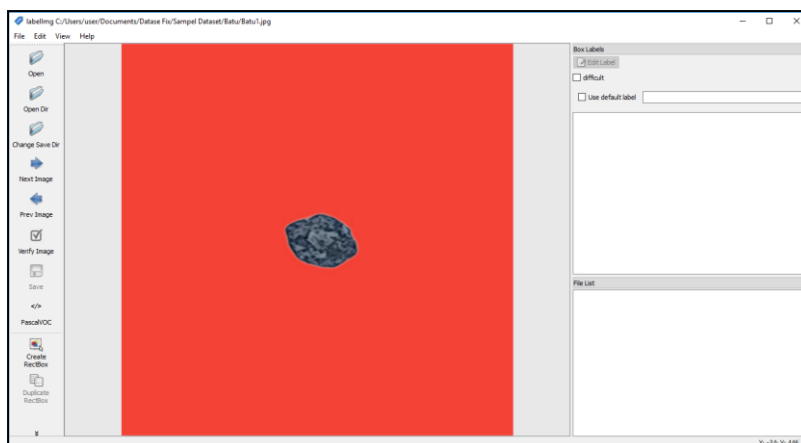 labelImg C:/Users/user/Documents/Datase Fix/Sampel Dataset/Batu/Batu1.jpg
File Edit View Help
Open
Open Dir
Change Save Dir
Next Image
Prev Image
Verify Image
Save
</>
PascalVOC
Create
RectBox
Duplicate
RectBox
Box Labels
Edit Label
difficult
Use default label
File List